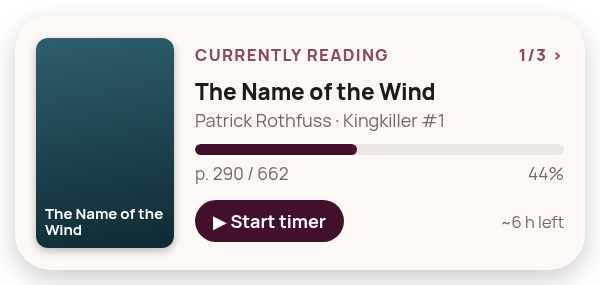 The Name of the
Wind
CURRENTLY READING
1/3 ›
The Name of the Wind
Patrick Rothfuss · Kingkiller #1
p. 290 / 662
44%
▶ Start timer
~6 h left